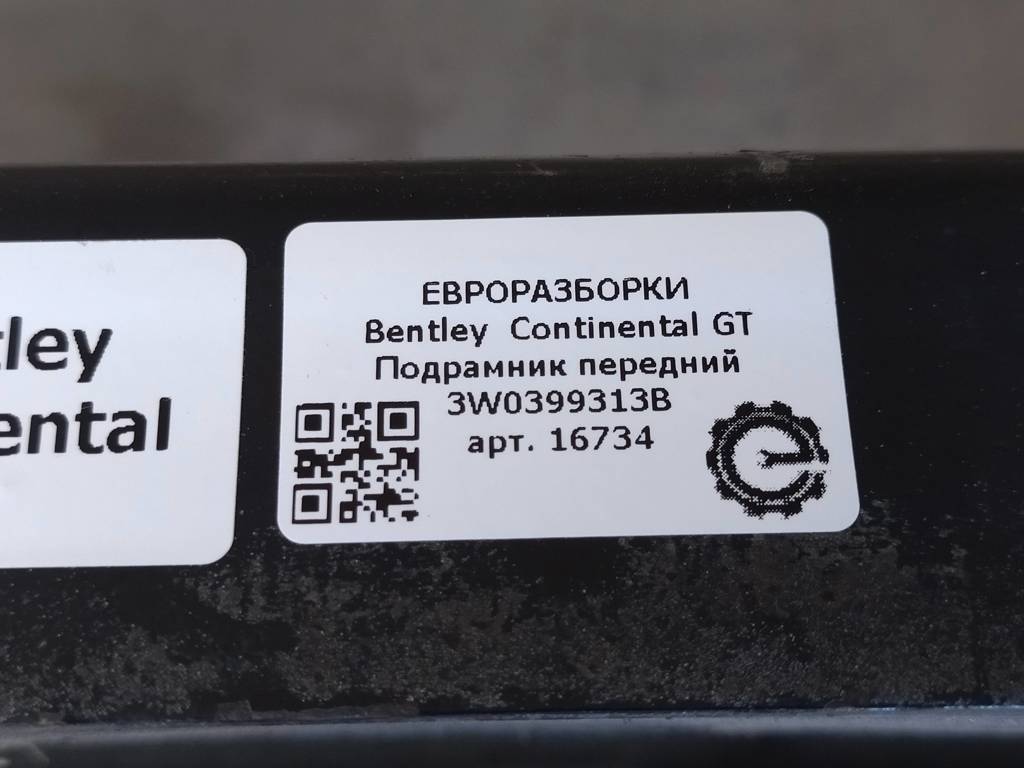 tley
ental
ЕВРОРАЗБОРКИ
Bentley Continental GT
Подрамник передний
3W0399313B
арт. 16734